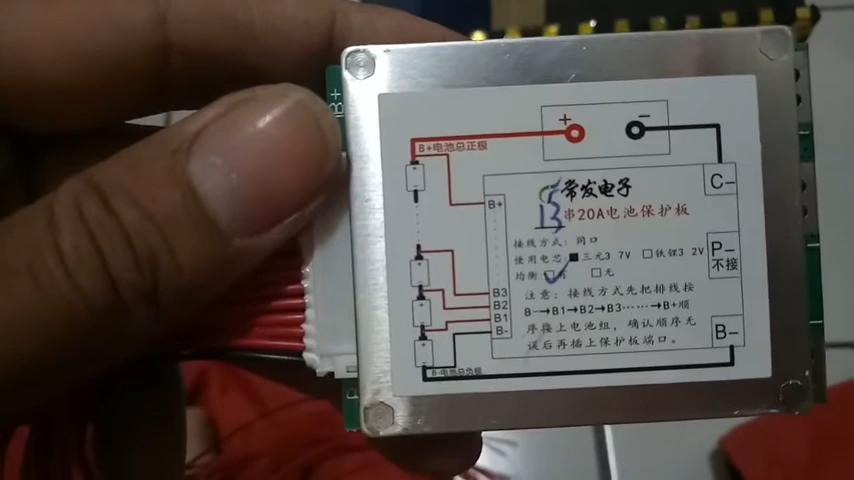 B+
+ −
B+电池总正极
C−
常发电子
13串20A电池保护板
B+
接线方式：同口
P−
不接
使用电芯：■三元3 7V □铁锂3 2V
均衡 □有 □无
B3
B2
B1
B−
注意：接线方式先把排线按
B−→B1→B2→B3······→B+顺
序接上电池组，确认顺序无
误后再插上保护板端口。
B−
B-电池总负极